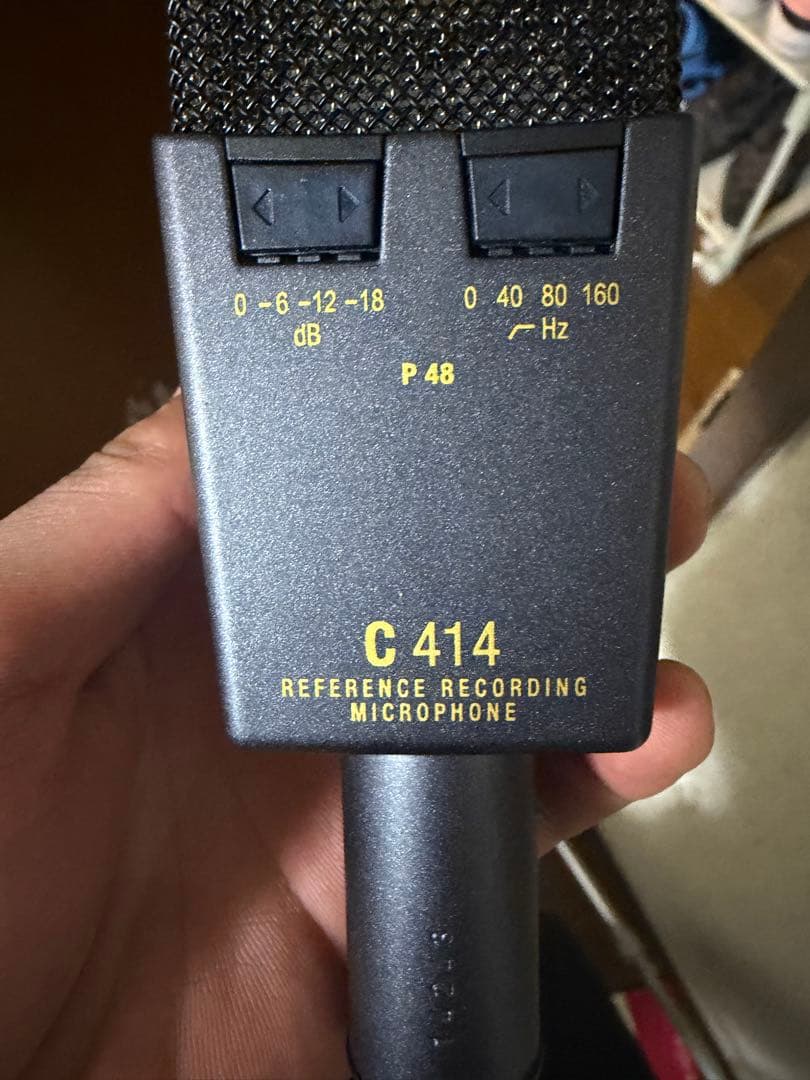 0 –6 –12 –18
dB
0 40 80 160
Hz
P 48
C 414
REFERENCE RECORDING
MICROPHONE